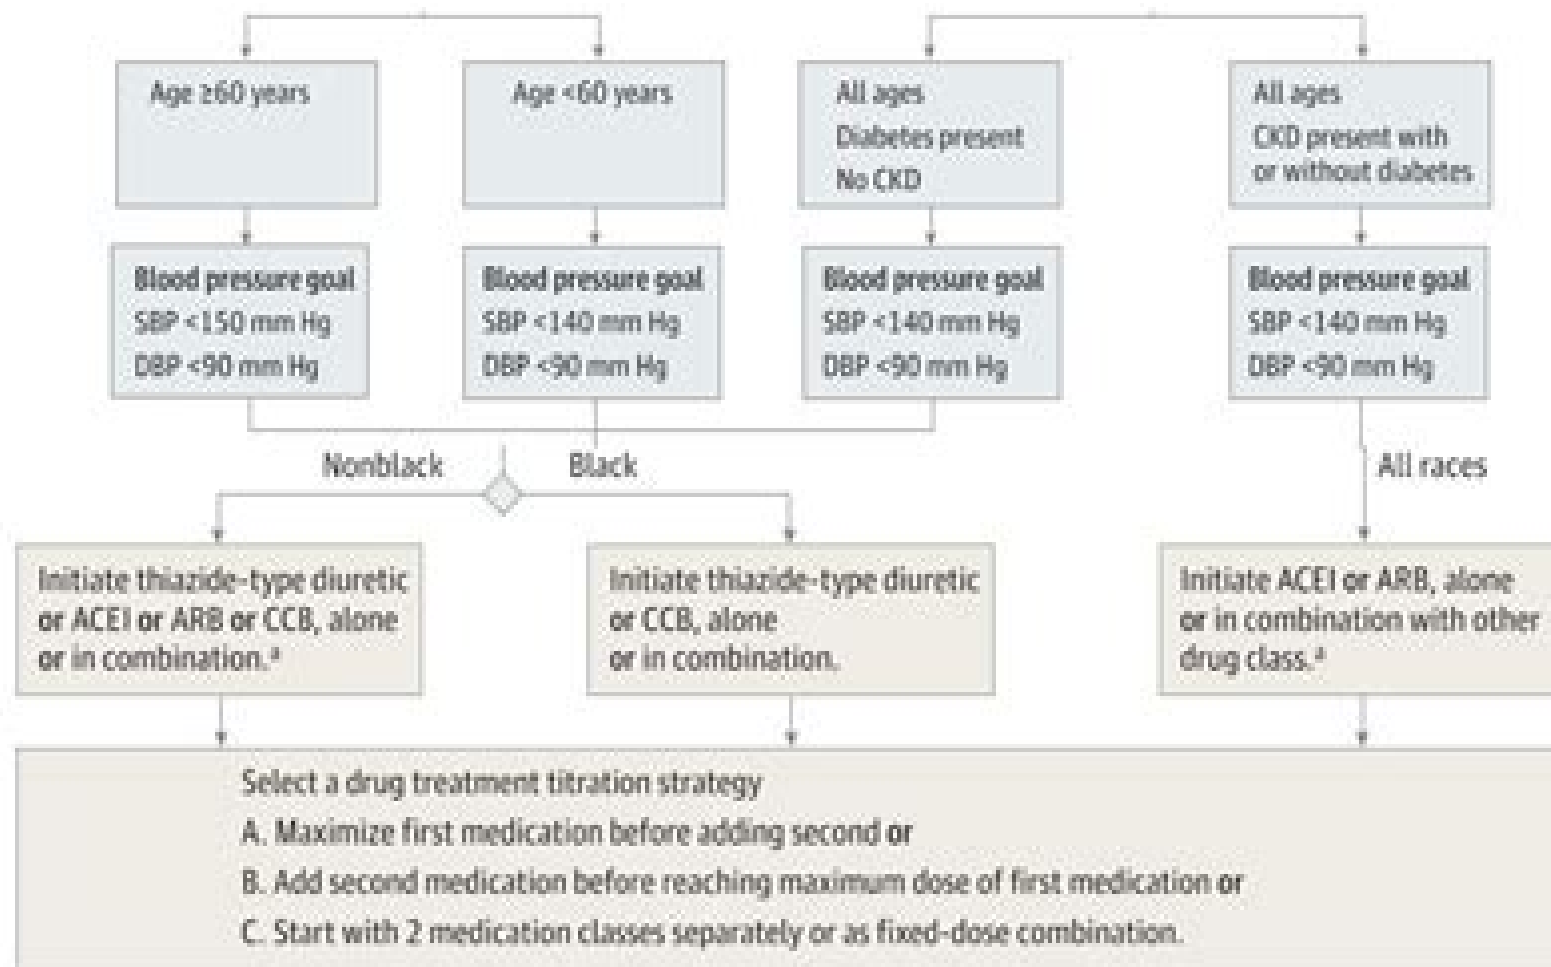 Age ≥60 years
Age <60 years
All ages
Diabetes present
No CKD
All ages
CKD present with
or without diabetes
Blood pressure goal
SBP <150 mm Hg
DBP <90 mm Hg
Blood pressure goal
SBP <140 mm Hg
DBP <90 mm Hg
Blood pressure goal
SBP <140 mm Hg
DBP <90 mm Hg
Blood pressure goal
SBP <140 mm Hg
DBP <90 mm Hg
Nonblack
Black
All races
Initiate thiazide-type diuretic
or ACEI or ARB or CCB, alone
or in combination.ª
Initiate thiazide-type diuretic
or CCB, alone
or in combination.
Initiate ACEI or ARB, alone
or in combination with other
drug class.ª
Select a drug treatment titration strategy
A. Maximize first medication before adding second or
B. Add second medication before reaching maximum dose of first medication or
C. Start with 2 medication classes separately or as fixed-dose combination.